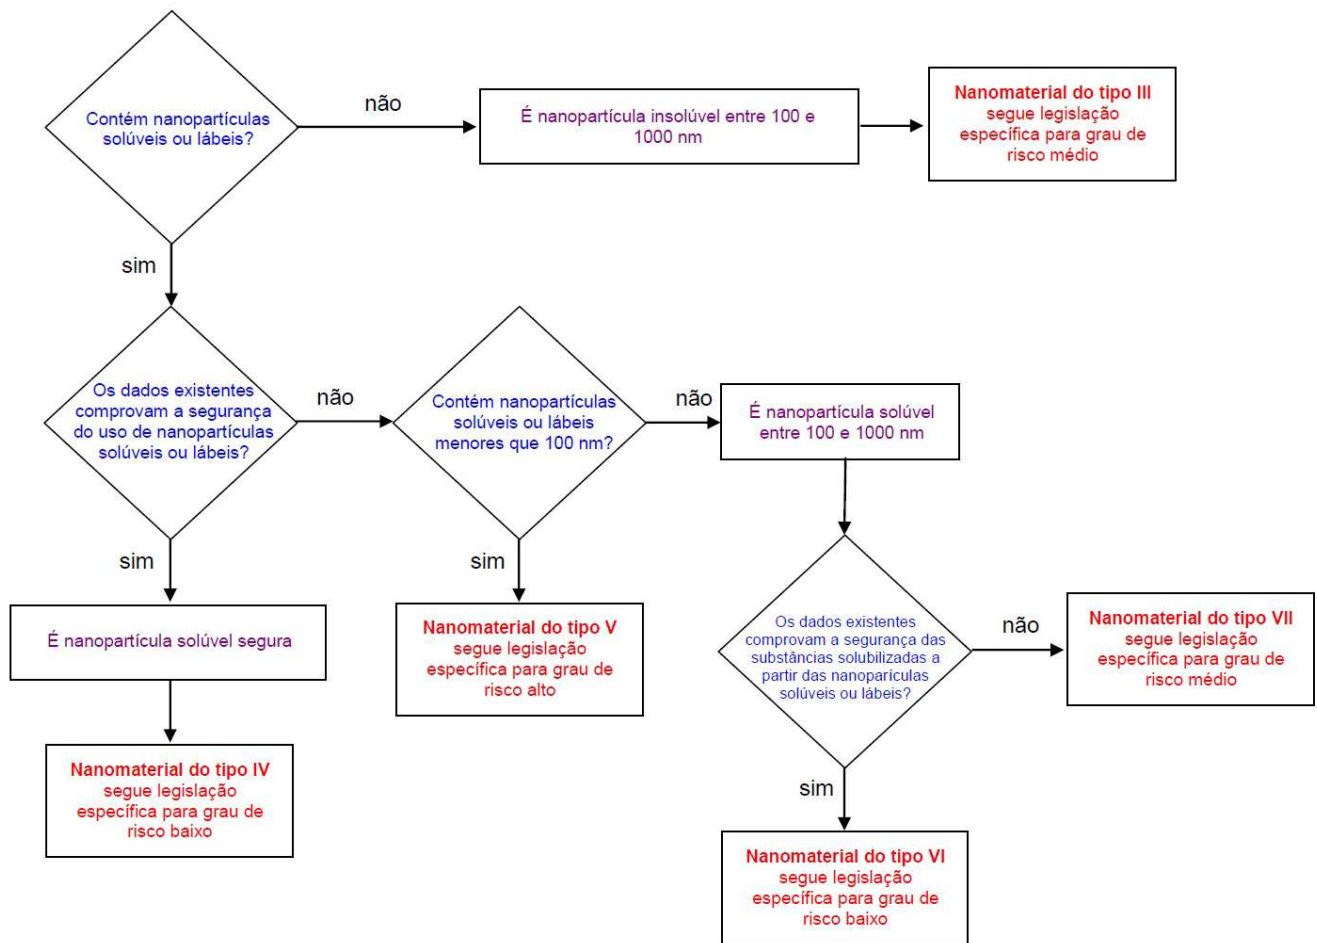 Contém nanopartículas
solúveis ou lábeis?
não
É nanopartícula insolúvel entre 100 e
1000 nm
Nanomaterial do tipo III
segue legislação
específica para grau de
risco médio
sim
Os dados existentes
comprovam a segurança
do uso de nanopartículas
solúveis ou lábeis?
não
Contém nanopartículas
solúveis ou lábeis
menores que 100 nm?
não
É nanopartícula solúvel
entre 100 e 1000 nm
sim
É nanopartícula solúvel segura
sim
Nanomaterial do tipo V
segue legislação
específica para grau de
risco alto
Os dados existentes
comprovam a segurança das
substâncias solubilizadas a
partir das nanoparículas
solúveis ou lábeis?
não
Nanomaterial do tipo VII
segue legislação
específica para grau de
risco médio
Nanomaterial do tipo IV
segue legislação
específica para grau de
risco baixo
sim
Nanomaterial do tipo VI
segue legislação
específica para grau de
risco baixo